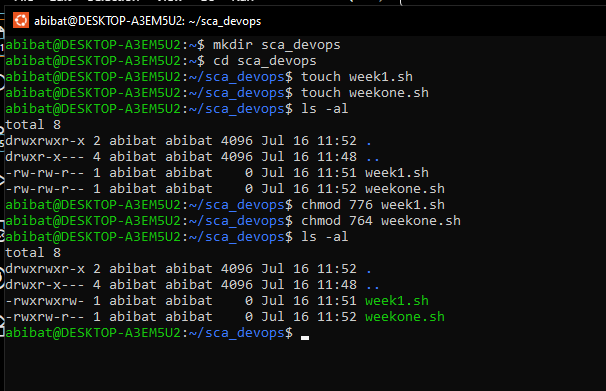 abibat@DESKTOP-A3EM5U2: ~/sca_devops
abibat@DESKTOP-A3EM5U2:~$ mkdir sca_devops
abibat@DESKTOP-A3EM5U2:~$ cd sca_devops
abibat@DESKTOP-A3EM5U2:~/sca_devops$ touch week1.sh
abibat@DESKTOP-A3EM5U2:~/sca_devops$ touch weekone.sh
abibat@DESKTOP-A3EM5U2:~/sca_devops$ ls -al
total 8
drwxrwxr-x 2 abibat abibat 4096 Jul 16 11:52 .
drwxr-x--- 4 abibat abibat 4096 Jul 16 11:48 ..
-rw-rw-r-- 1 abibat abibat    0 Jul 16 11:51 week1.sh
-rw-rw-r-- 1 abibat abibat    0 Jul 16 11:52 weekone.sh
abibat@DESKTOP-A3EM5U2:~/sca_devops$ chmod 776 week1.sh
abibat@DESKTOP-A3EM5U2:~/sca_devops$ chmod 764 weekone.sh
abibat@DESKTOP-A3EM5U2:~/sca_devops$ ls -al
total 8
drwxrwxr-x 2 abibat abibat 4096 Jul 16 11:52 .
drwxr-x--- 4 abibat abibat 4096 Jul 16 11:48 ..
-rwxrwxrw- 1 abibat abibat    0 Jul 16 11:51 week1.sh
-rwxrw-r-- 1 abibat abibat    0 Jul 16 11:52 weekone.sh
abibat@DESKTOP-A3EM5U2:~/sca_devops$